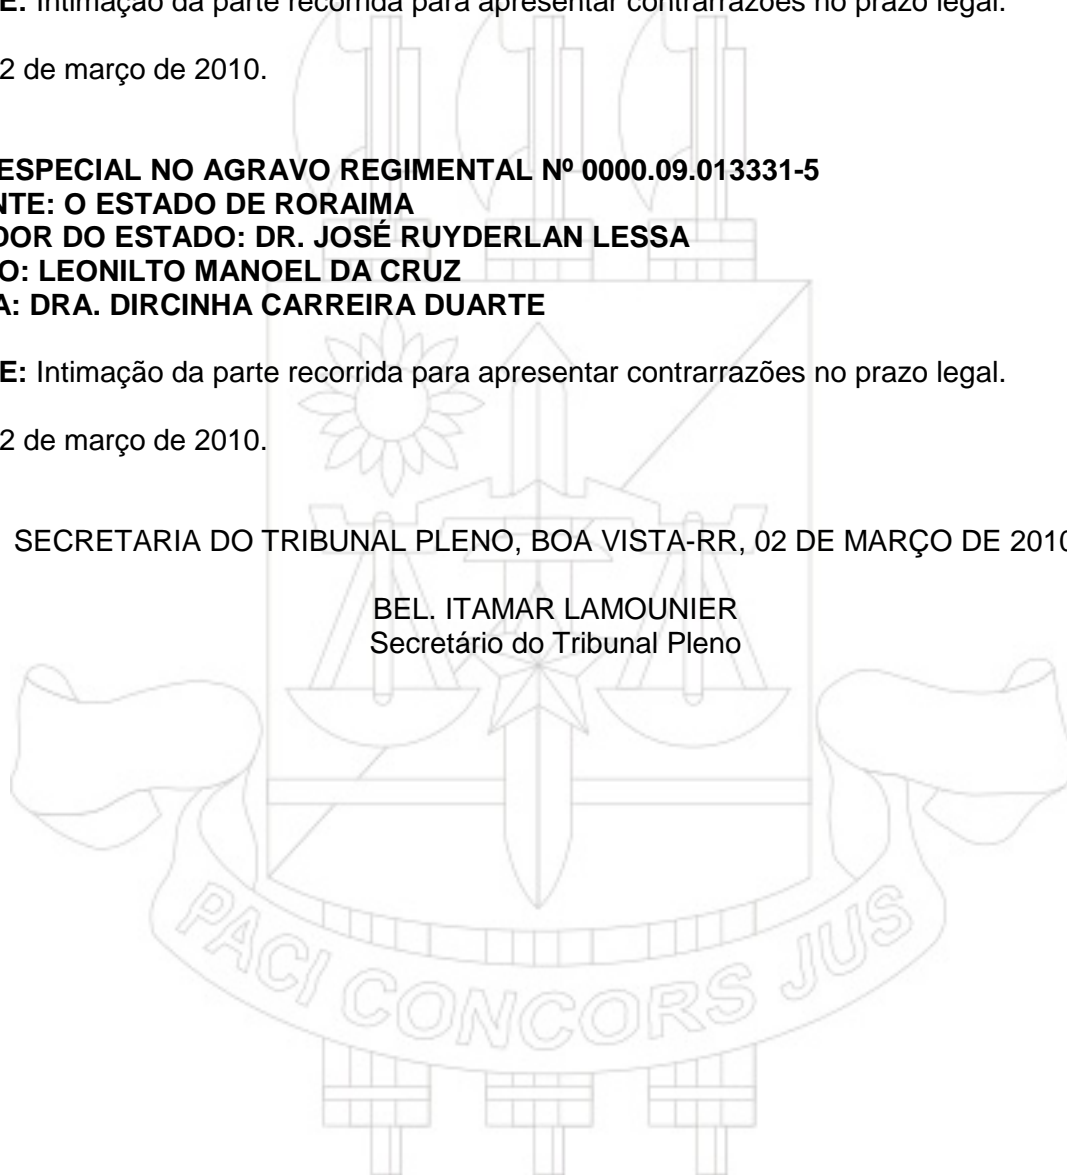 E: Intimação da parte recorrida para apresentar contrarrazões no prazo legal.
2 de março de 2010.
ESPECIAL NO AGRAVO REGIMENTAL Nº 0000.09.013331-5
NTE: O ESTADO DE RORAIMA
DOR DO ESTADO: DR. JOSÉ RUYDERLAN LESSA
O: LEONILTO MANOEL DA CRUZ
A: DRA. DIRCINHA CARREIRA DUARTE
E: Intimação da parte recorrida para apresentar contrarrazões no prazo legal.
2 de março de 2010.
SECRETARIA DO TRIBUNAL PLENO, BOA VISTA-RR, 02 DE MARÇO DE 2010
BEL. ITAMAR LAMOUNIER
Secretário do Tribunal Pleno
PACI CONCORS JUS